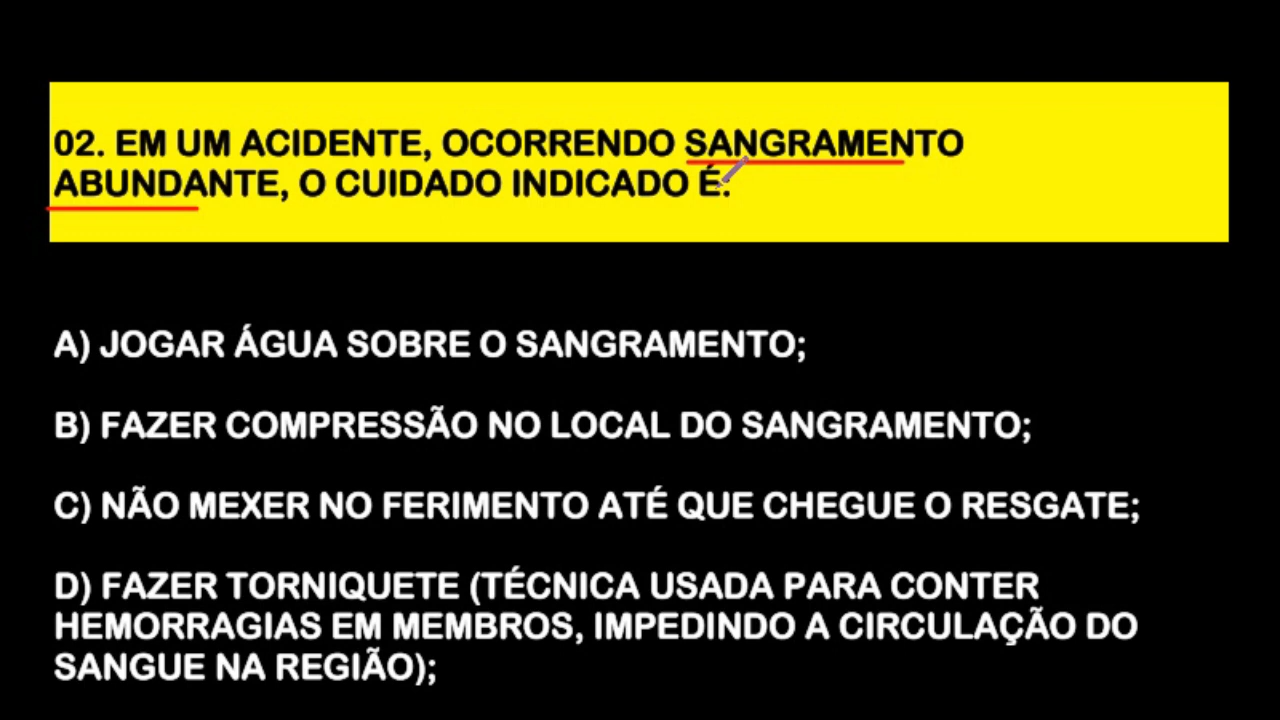 02. EM UM ACIDENTE, OCORRENDO SANGRAMENTO
ABUNDANTE, O CUIDADO INDICADO É:
A) JOGAR ÁGUA SOBRE O SANGRAMENTO;
B) FAZER COMPRESSÃO NO LOCAL DO SANGRAMENTO;
C) NÃO MEXER NO FERIMENTO ATÉ QUE CHEGUE O RESGATE;
D) FAZER TORNIQUETE (TÉCNICA USADA PARA CONTER
HEMORRAGIAS EM MEMBROS, IMPEDINDO A CIRCULAÇÃO DO
SANGUE NA REGIÃO);